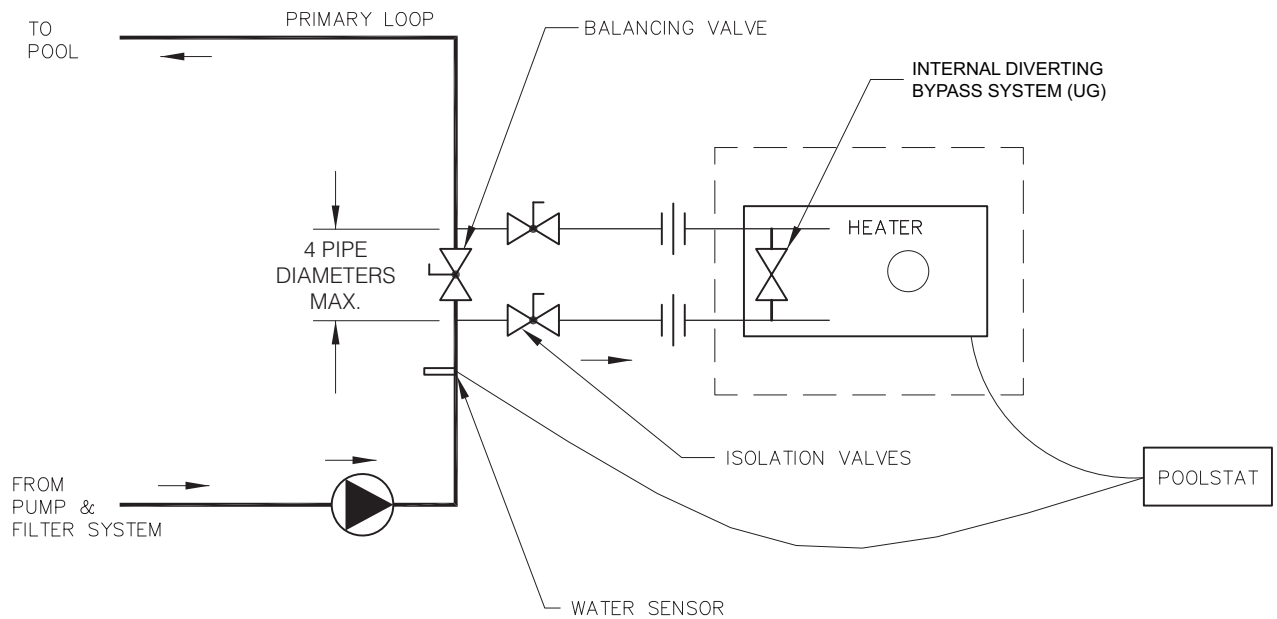 PRIMARY LOOP
TO
POOL
BALANCING VALVE
INTERNAL DIVERTING
BYPASS SYSTEM (UG)
HEATER
4 PIPE
DIAMETERS
MAX.
ISOLATION VALVES
POOLSTAT
FROM
PUMP &
FILTER SYSTEM
WATER SENSOR